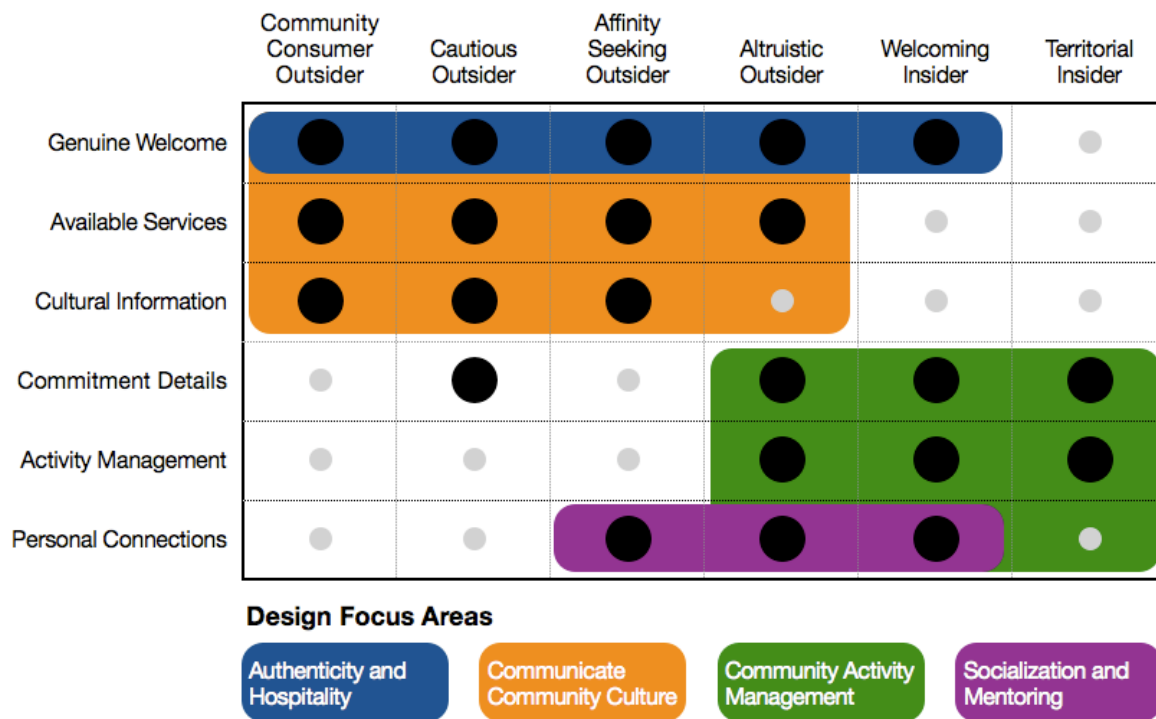 Community
Consumer
Outsider
Cautious
Outsider
Affinity
Seeking
Outsider
Altruistic
Outsider
Welcoming
Insider
Territorial
Insider
Genuine Welcome
Available Services
Cultural Information
Commitment Details
Activity Management
Personal Connections
Design Focus Areas
Authenticity and
Hospitality
Communicate
Community Culture
Community Activity
Management
Socialization and
Mentoring